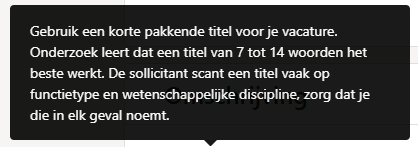 Gebruik een korte pakkende titel voor je vacature.
Onderzoek leert dat een titel van 7 tot 14 woorden het
beste werkt. De sollicitant scant een titel vaak op
functietype en wetenschappelijke discipline, zorg dat je
die in elk geval noemt.